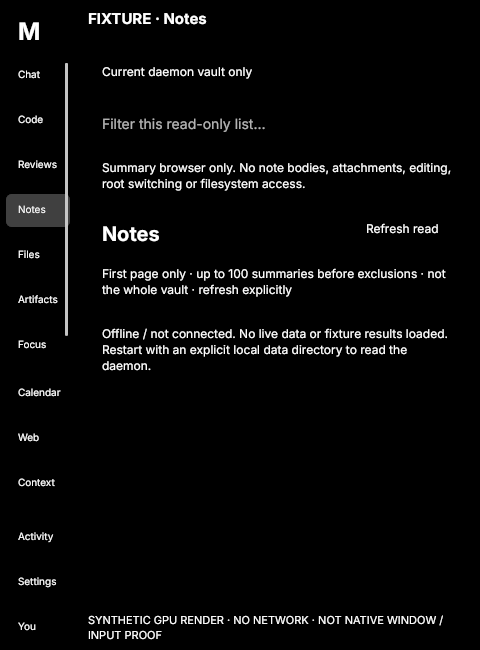 M
Chat
Code
Reviews
Notes
Files
Artifacts
Focus
Calendar
Web
Context
Activity
Settings
You
FIXTURE · Notes
Current daemon vault only
Filter this read-only list...
Summary browser only. No note bodies, attachments, editing,
root switching or filesystem access.
Notes
Refresh read
First page only · up to 100 summaries before exclusions · not
the whole vault · refresh explicitly
Offline / not connected. No live data or fixture results loaded.
Restart with an explicit local data directory to read the
daemon.
SYNTHETIC GPU RENDER · NO NETWORK · NOT NATIVE WINDOW /
INPUT PROOF